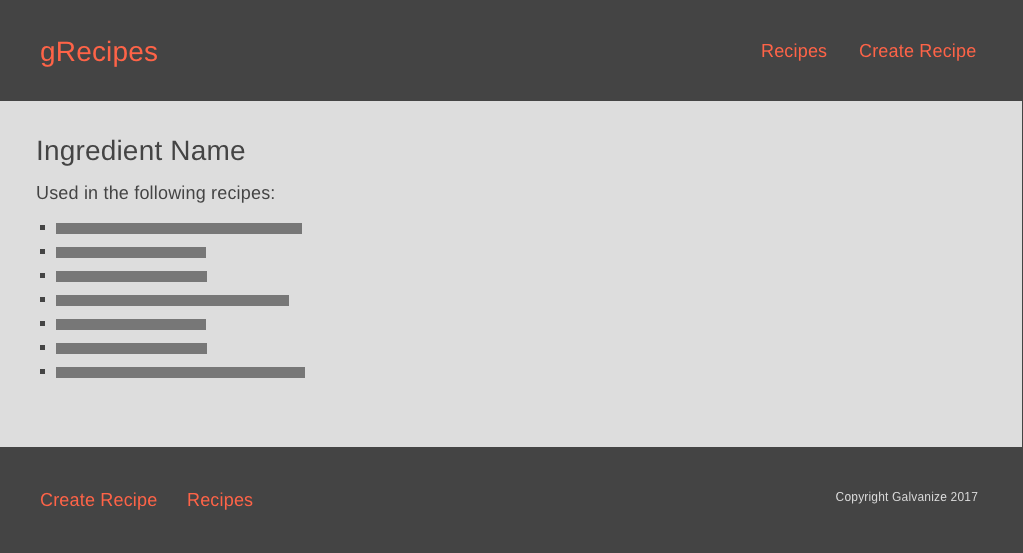 gRecipes
Recipes Create Recipe
Ingredient Name
Used in the following recipes:
Create Recipe Recipes
Copyright Galvanize 2017